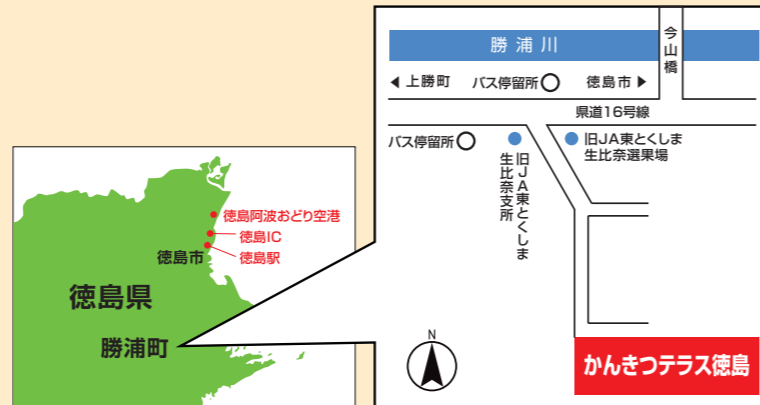 勝浦川
今山橋
◀ 上勝町
バス停留所
徳島市 ▶
県道16号線
バス停留所
旧JA東とくしま
生比奈支所
旧JA東とくしま
生比奈選果場
かんきつテラス徳島
N
徳島阿波おどり空港
徳島IC
徳島駅
徳島市
徳島県
勝浦町